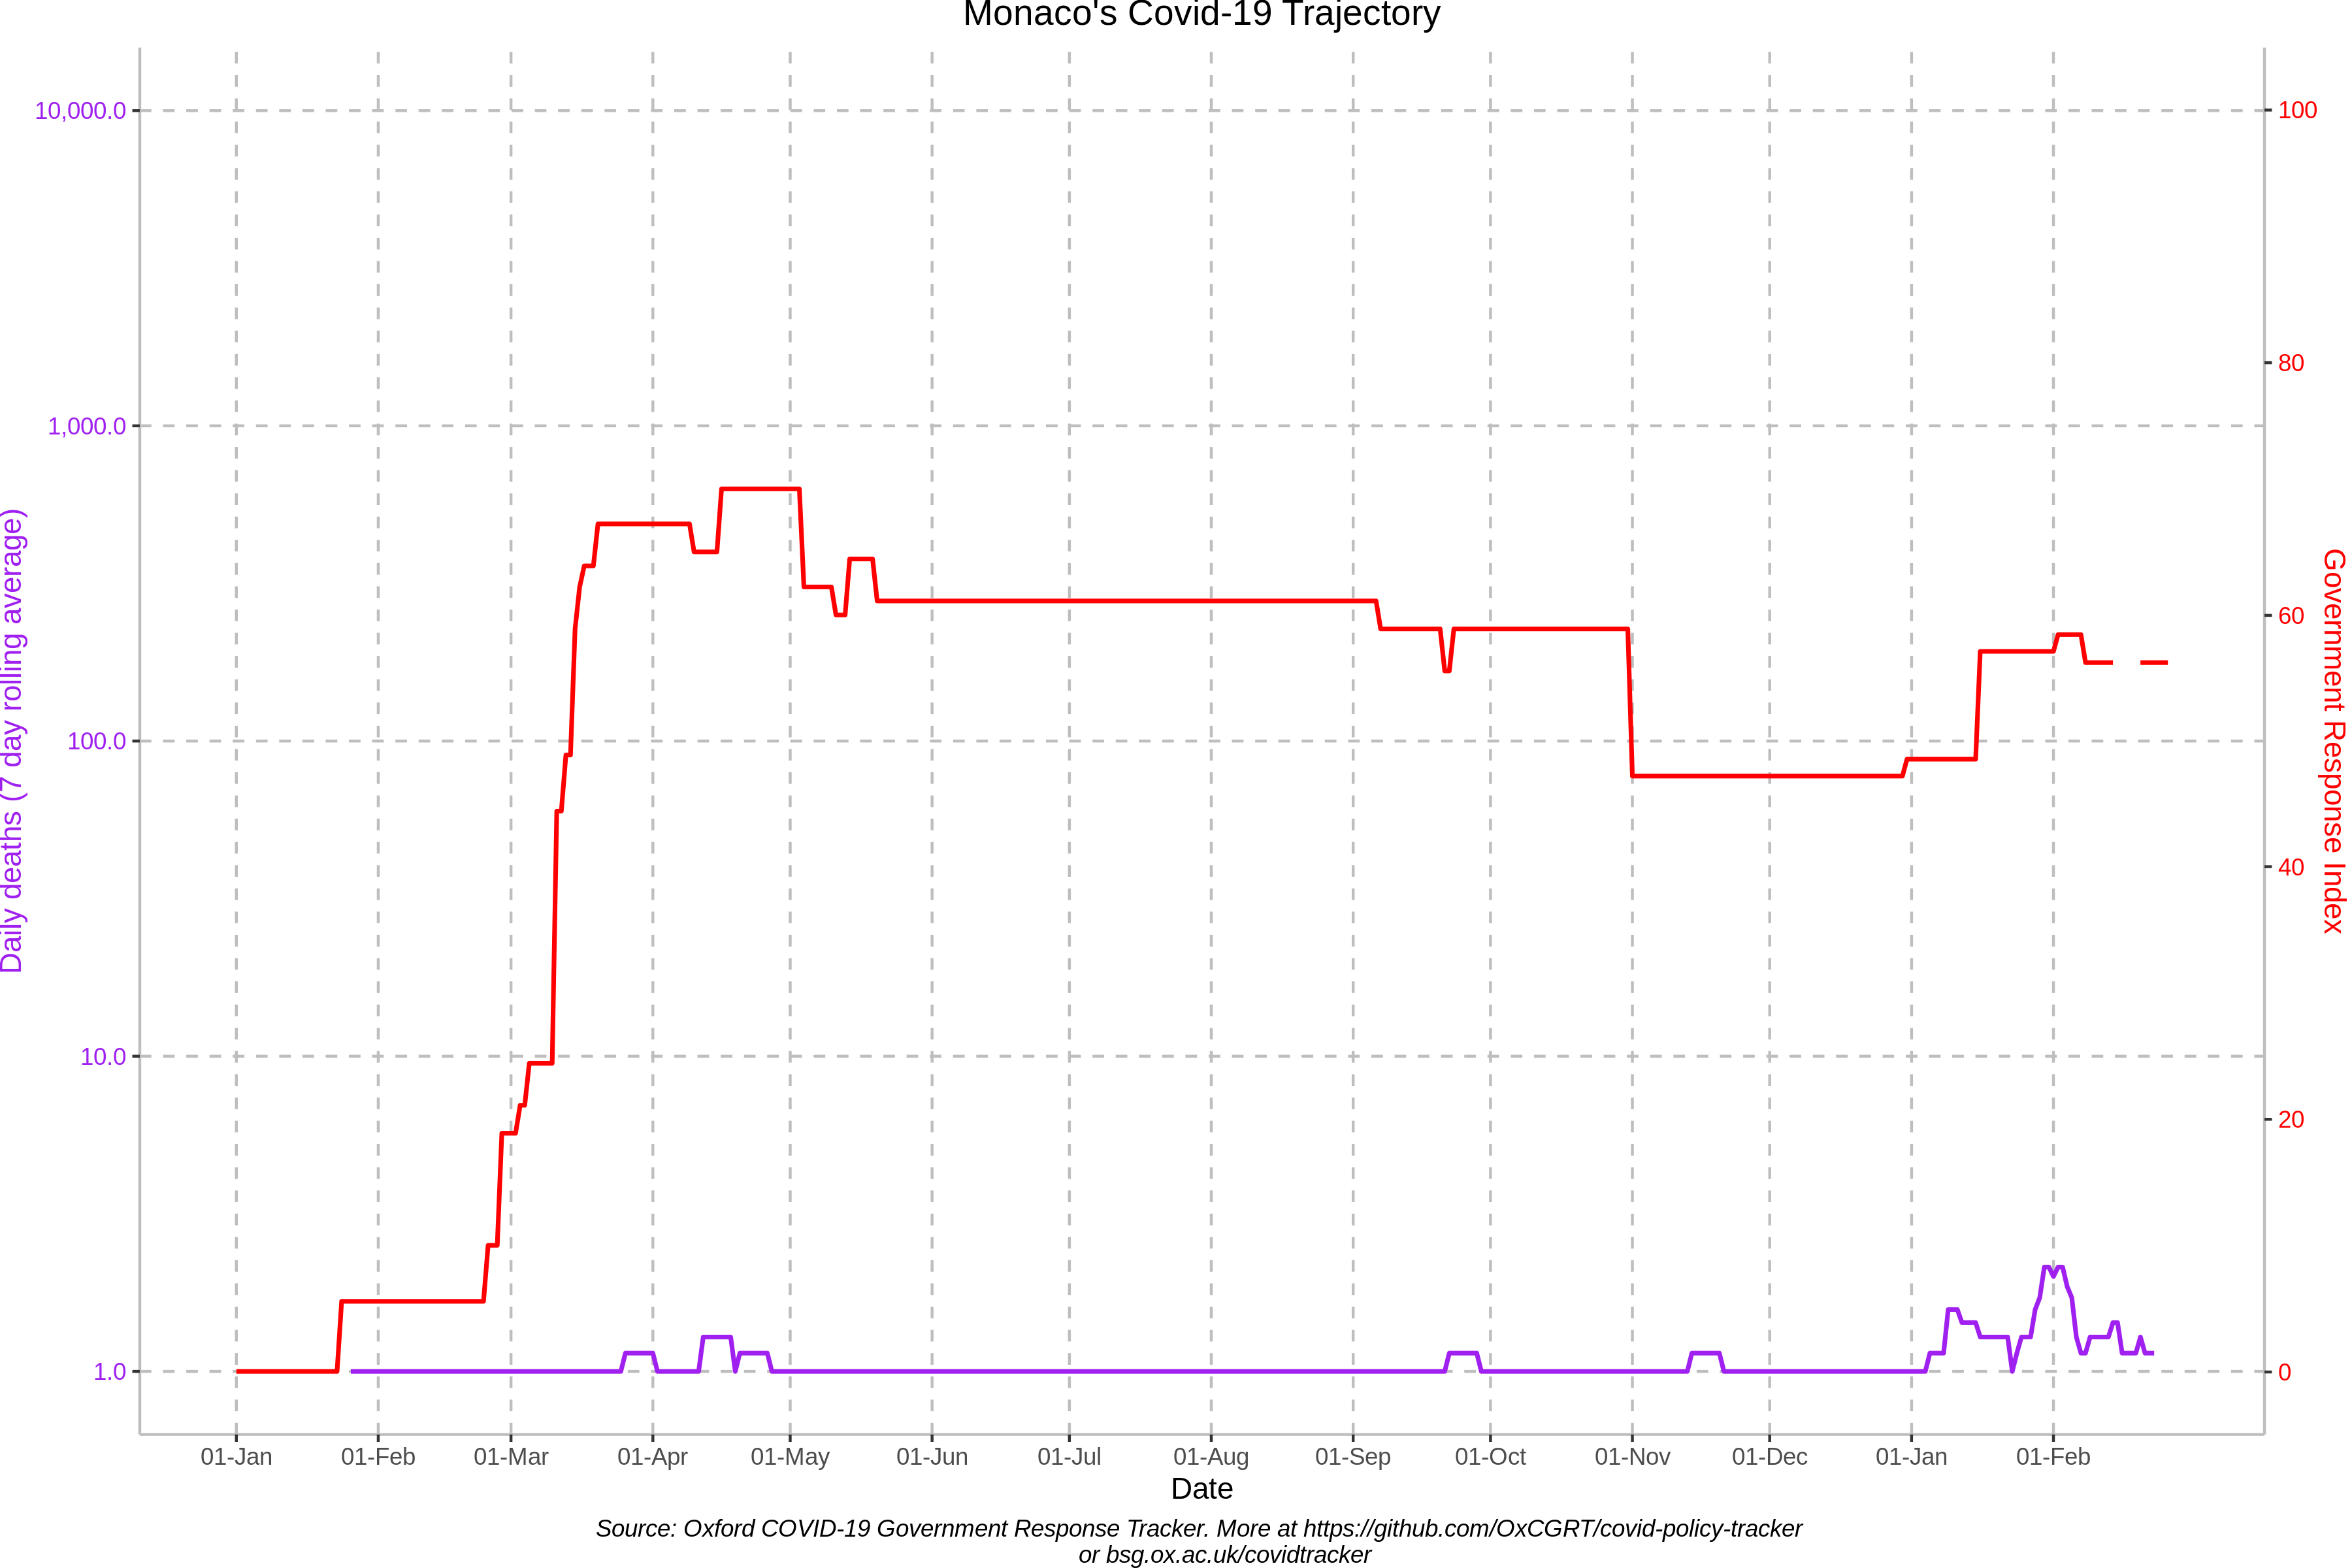 Monaco's Covid-19 Trajectory
10,000.0
1,000.0
100.0
10.0
1.0
Daily deaths (7 day rolling average)
100
80
60
40
20
0
Government Response Index
01-Jan 01-Feb 01-Mar 01-Apr 01-May 01-Jun 01-Jul 01-Aug 01-Sep 01-Oct 01-Nov 01-Dec 01-Jan 01-Feb
Date
Source: Oxford COVID-19 Government Response Tracker. More at https://github.com/OxCGRT/covid-policy-tracker
or bsg.ox.ac.uk/covidtracker